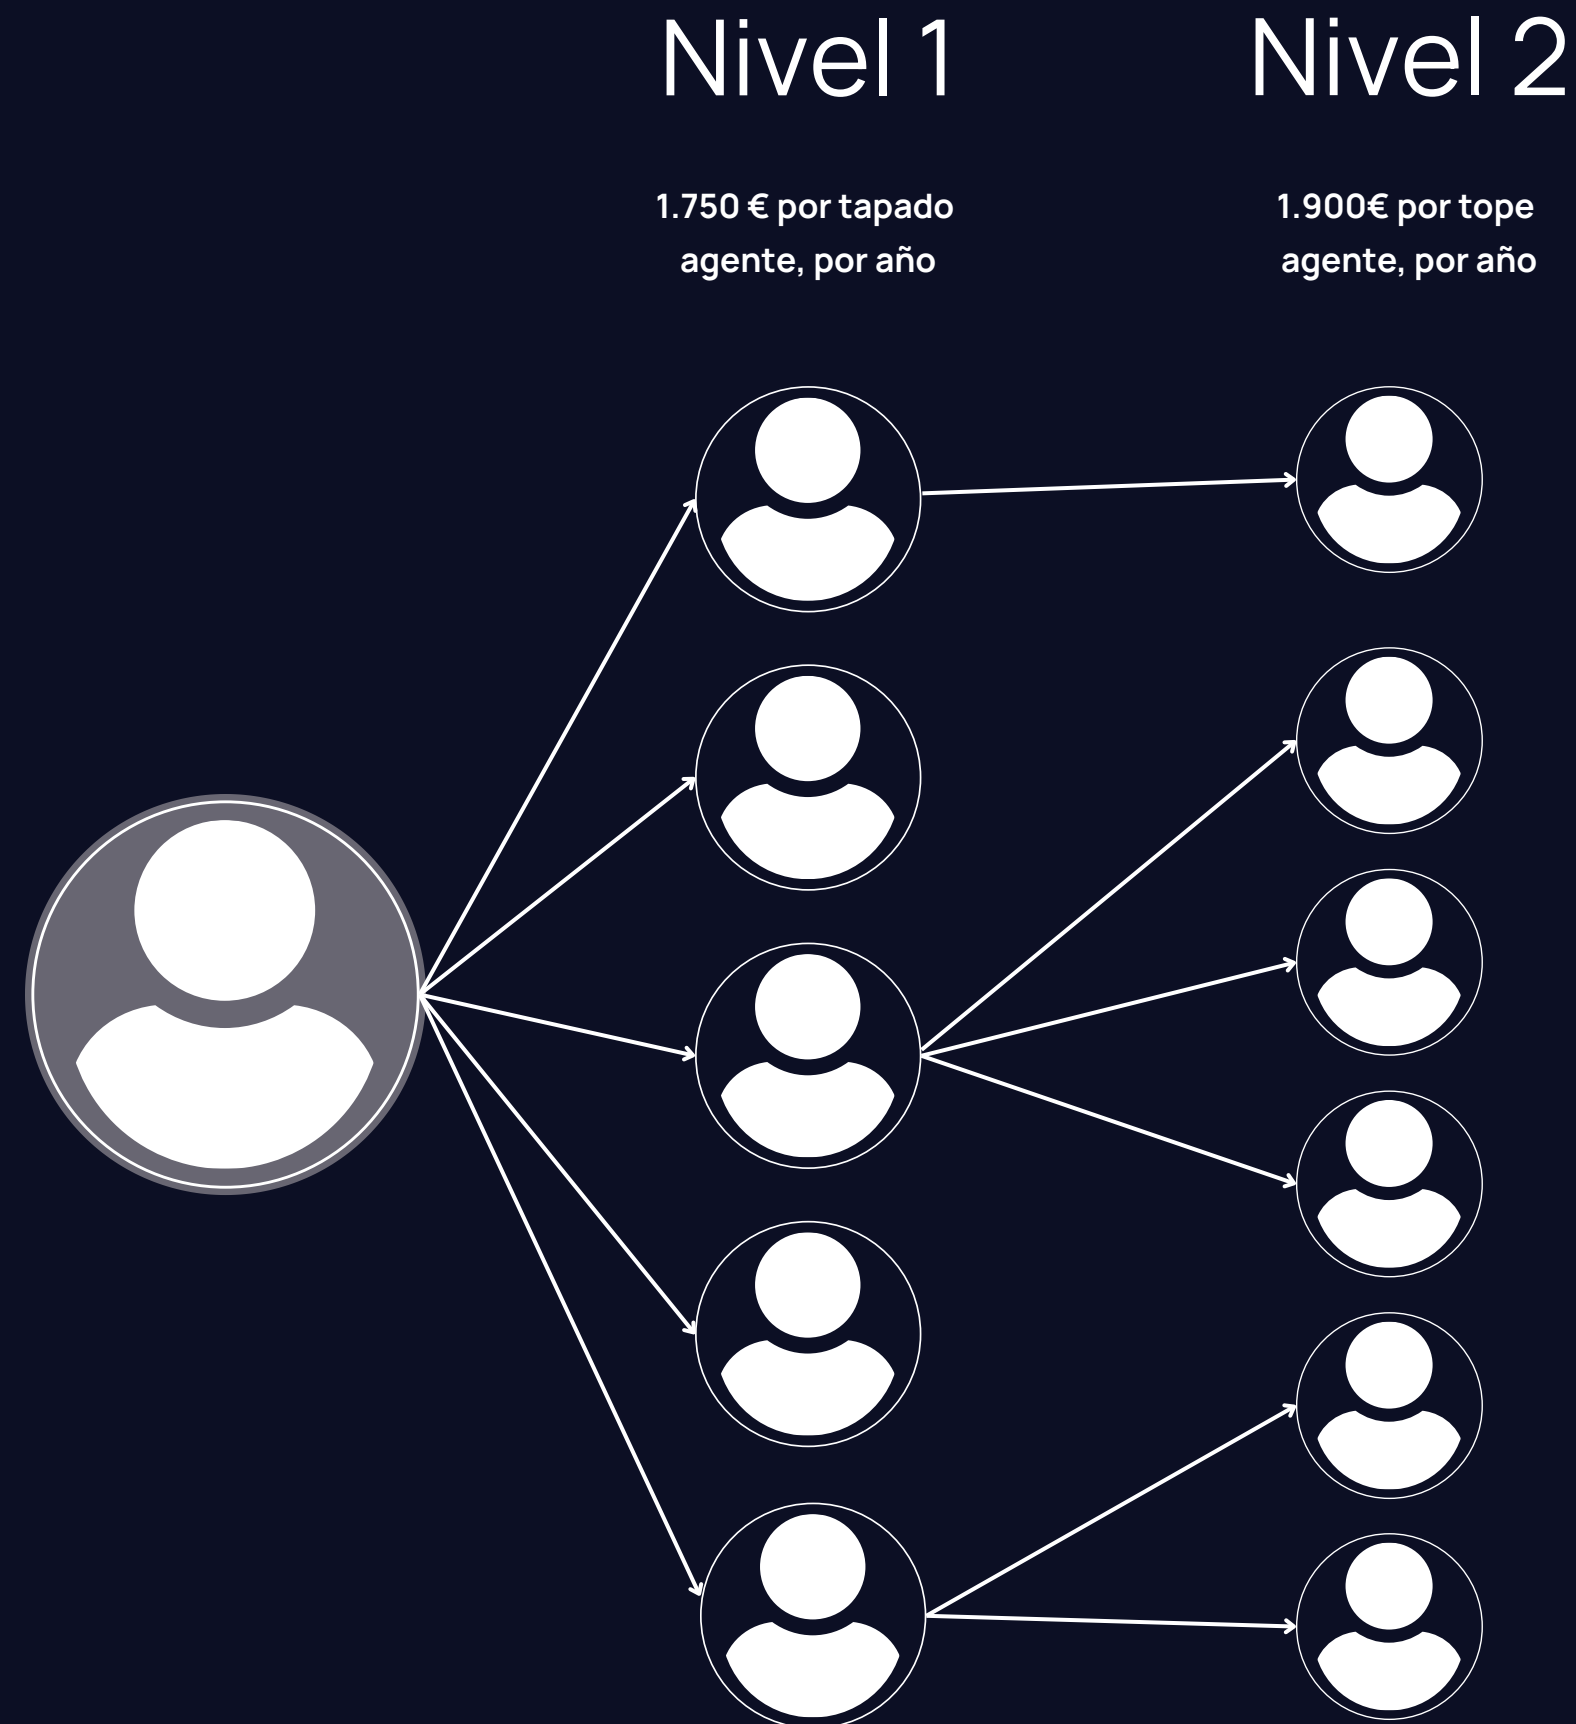 Nivel 1
Nivel 2
1.750 € por tapado
agente, por año
1.900€ por tope
agente, por año